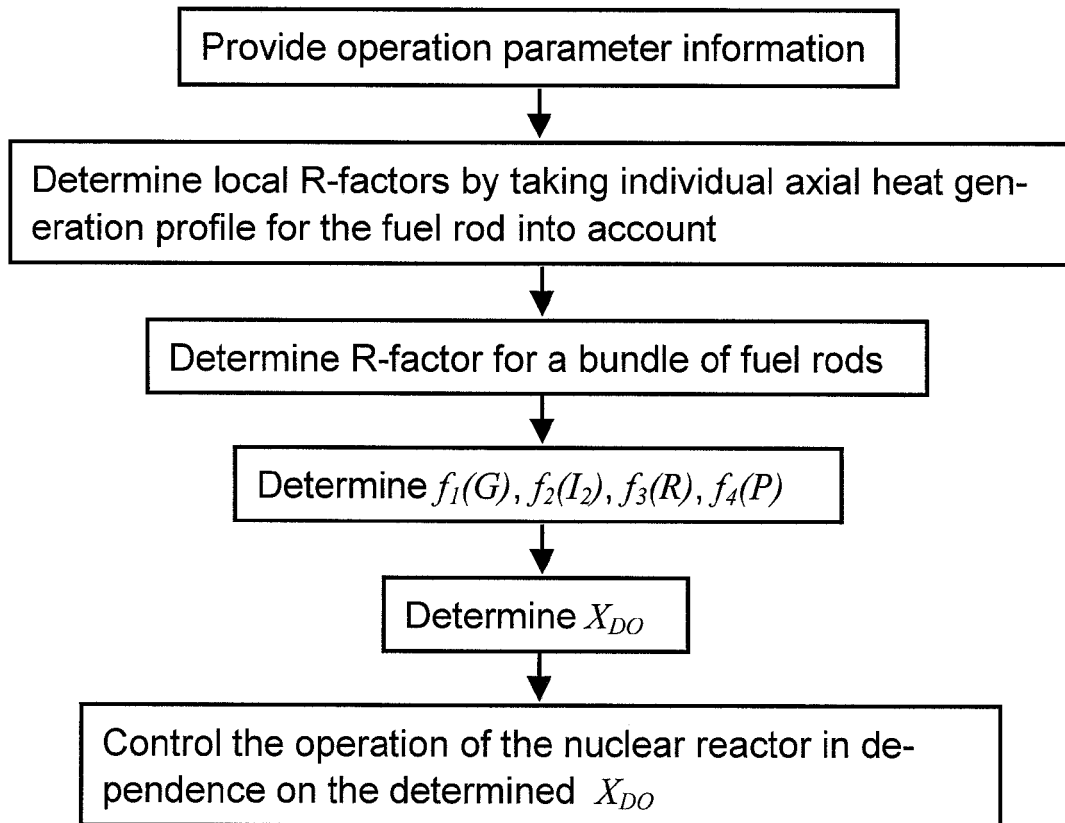 Provide operation parameter information
Determine local R-factors by taking individual axial heat gen-
eration profile for the fuel rod into account
Determine R-factor for a bundle of fuel rods
Determine f₁(G), f₂(I₂), f₃(R), f₄(P)
Determine X_DO
Control the operation of the nuclear reactor in de-
pendence on the determined X_DO